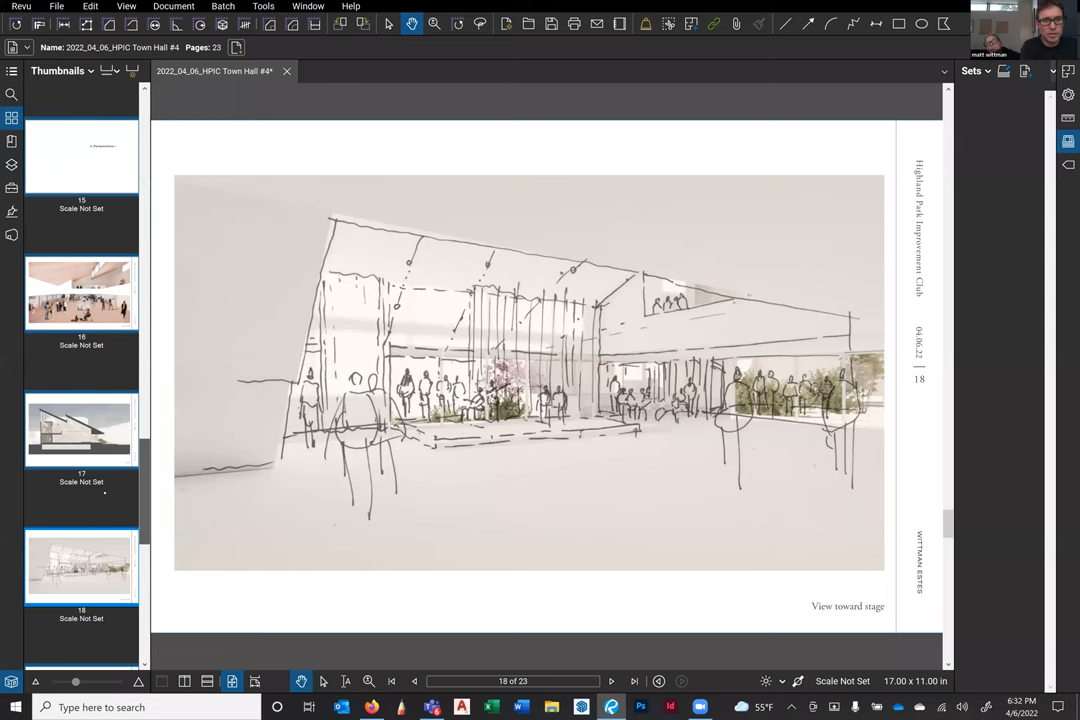 Revu File Edit View Document Batch Tools Window Help
Name: 2022_04_06_HPIC Town Hall #4 Pages: 23
matt wittman
Thumbnails
2022_04_06_HPIC Town Hall #4*
Sets
15
Scale Not Set
16
Scale Not Set
17
Scale Not Set
18
Scale Not Set
Highland Park Improvement Club
04.06.22
18
WITTMAN ESTES
View toward stage
18 of 23
Scale Not Set
17.00 x 11.00 in
Type here to search
55°F
6:32 PM
4/6/2022